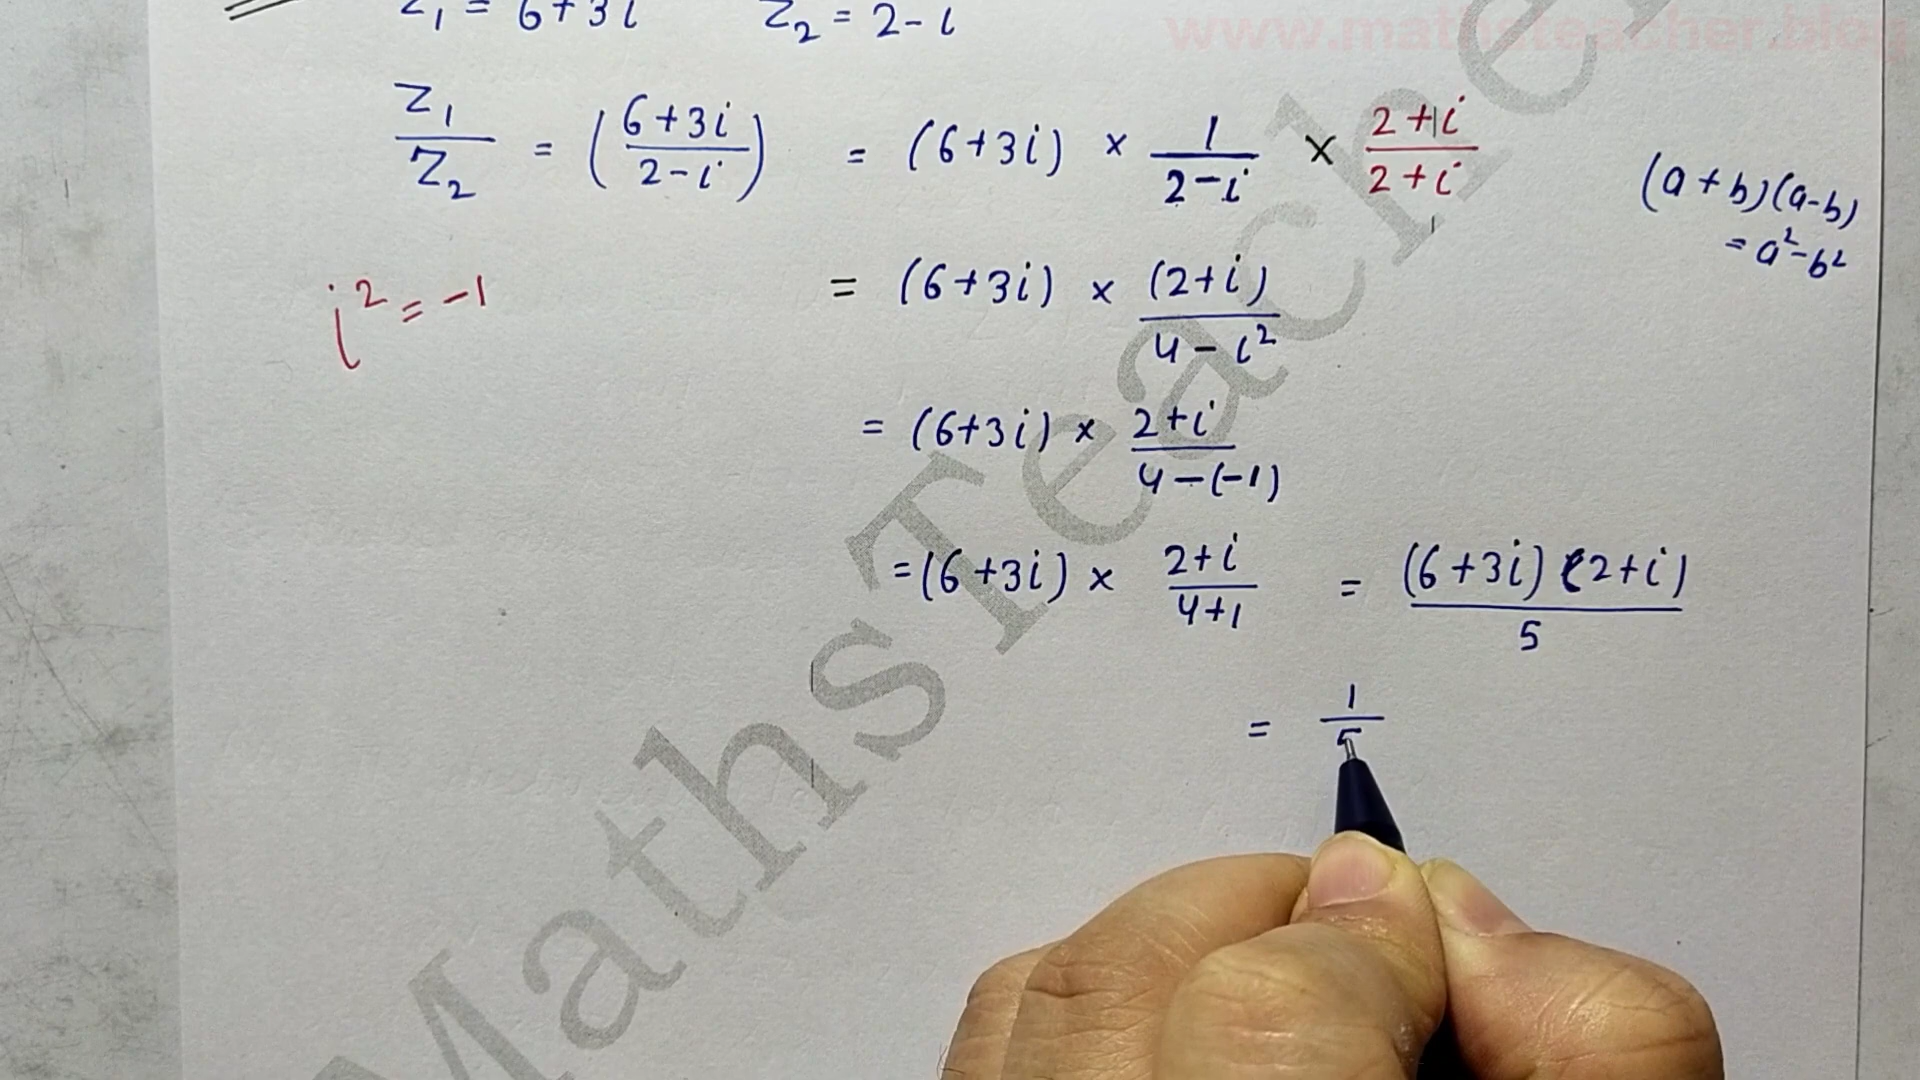 z₁ = 6+3i z₂ = 2-i
www.mathsteacher.blog
z₁/z₂ = (6+3i/2-i) = (6+3i) × 1/2-i × 2+i/2+i
(a+b)(a-b)
= a²-b²
i² = -1
= (6+3i) × (2+i)/4-i²
= (6+3i) × 2+i/4-(-1)
= (6+3i) × 2+i/4+1 = (6+3i)(2+i)/5
= 1/5
MathsTeacher